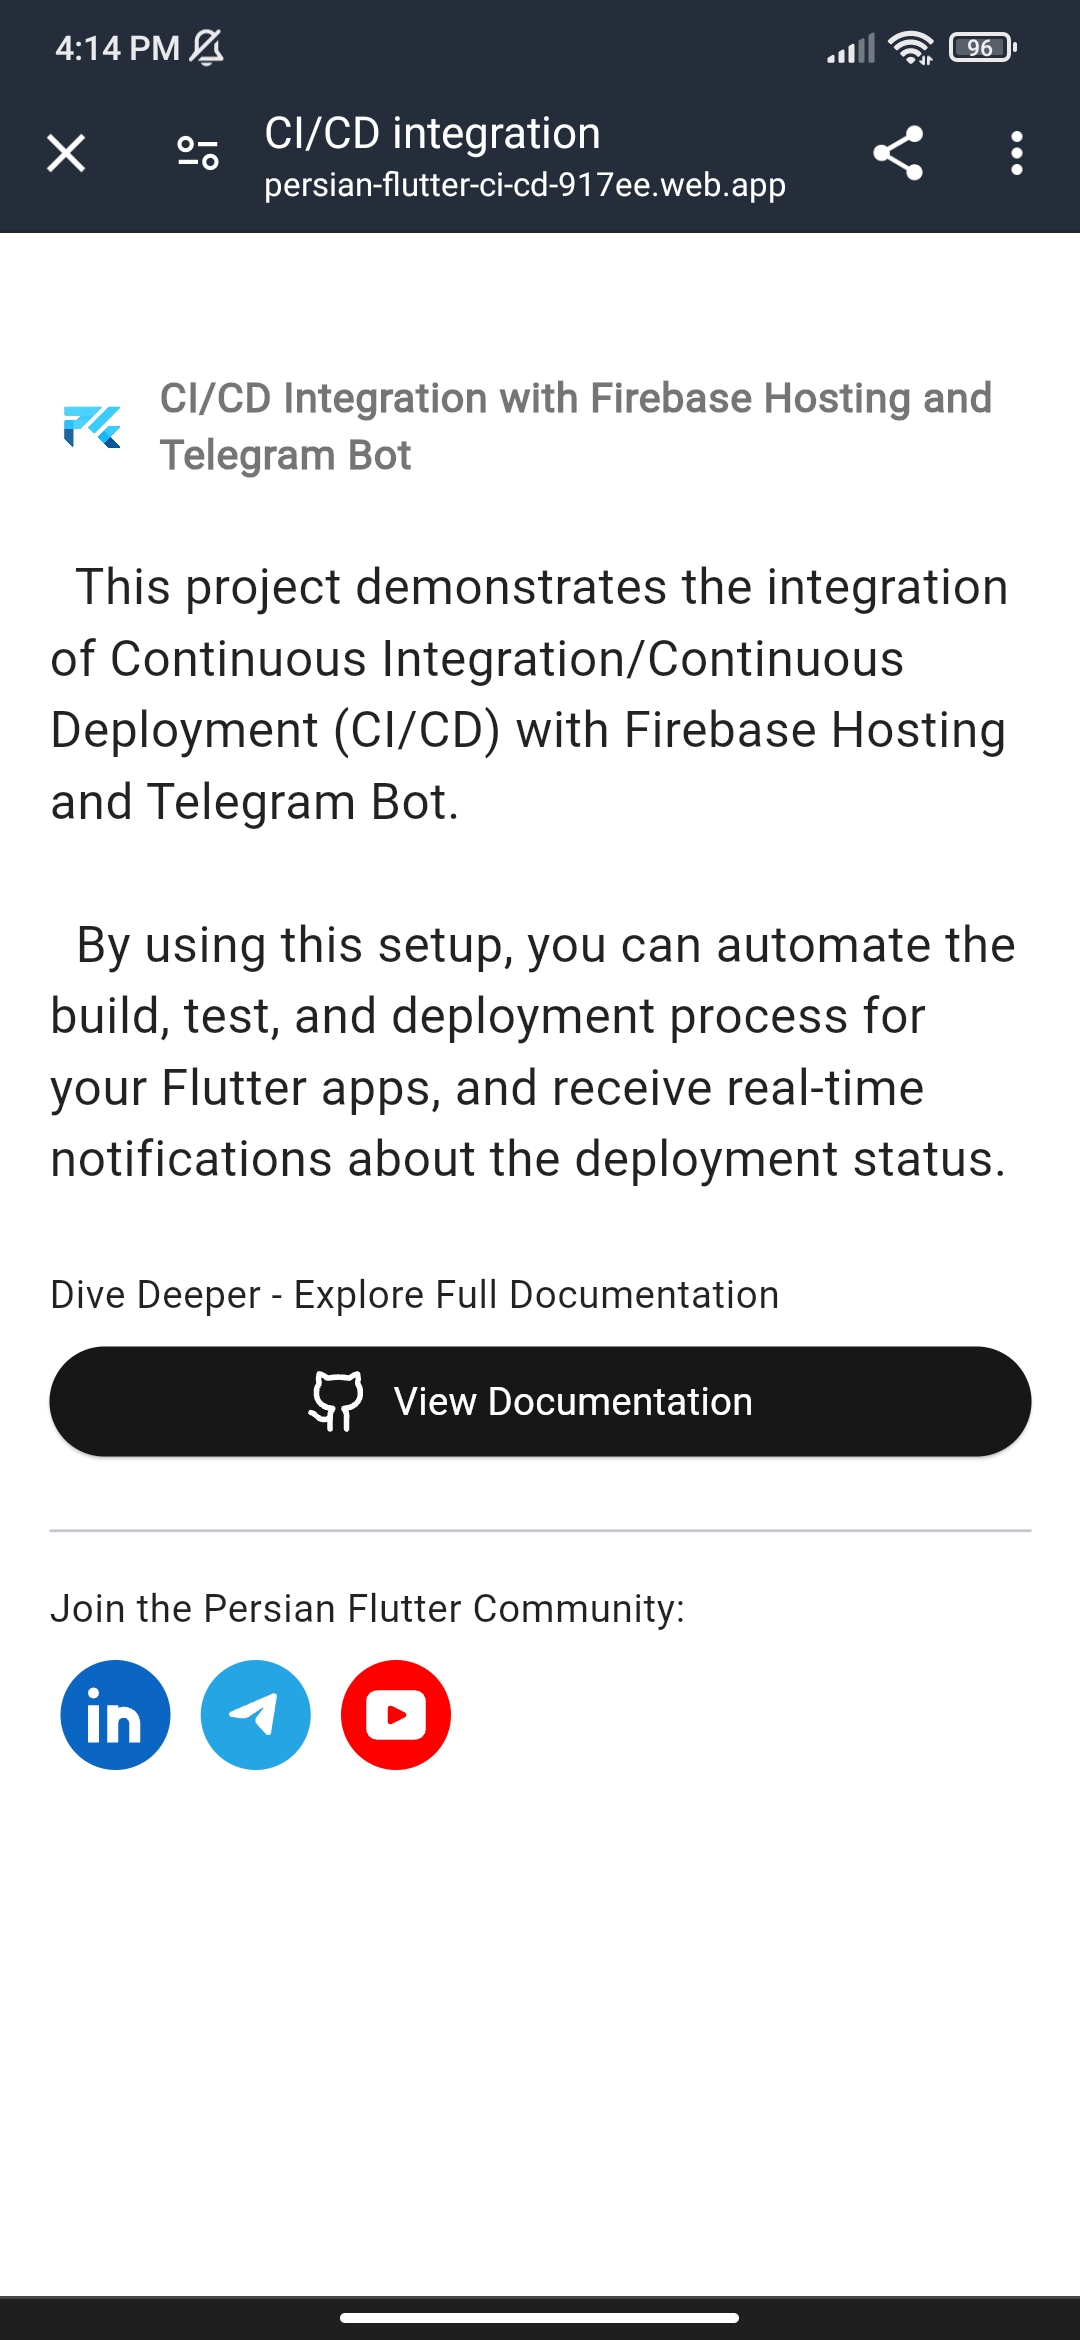 4:14 PM
96
CI/CD integration
persian-flutter-ci-cd-917ee.web.app
CI/CD Integration with Firebase Hosting and
Telegram Bot
This project demonstrates the integration
of Continuous Integration/Continuous
Deployment (CI/CD) with Firebase Hosting
and Telegram Bot.
By using this setup, you can automate the
build, test, and deployment process for
your Flutter apps, and receive real-time
notifications about the deployment status.
Dive Deeper - Explore Full Documentation
View Documentation
Join the Persian Flutter Community:
in